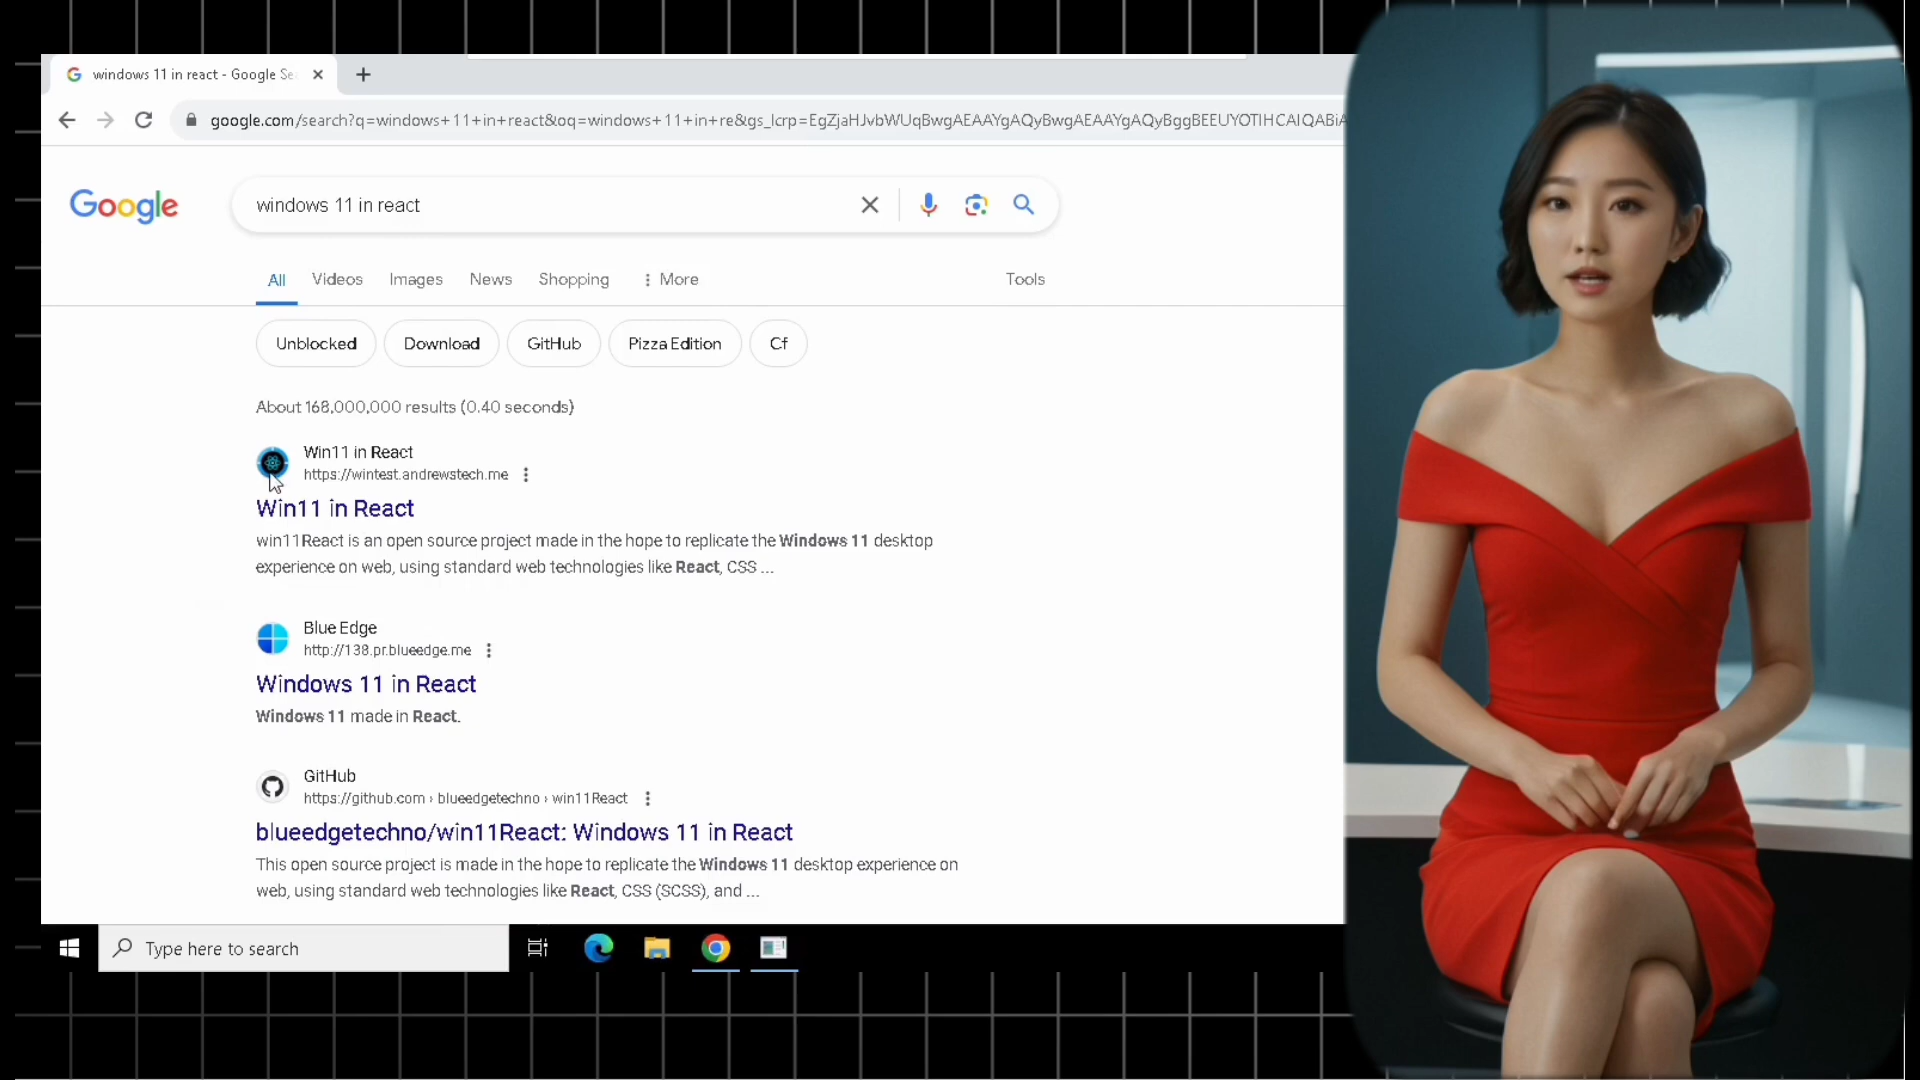 windows 11 in react - Google Se
google.com/search?q=windows+11+in+react&oq=windows+11+in+re&gs_lcrp=EgZjaHJvbWUqBwgAEAAYgAQyBwgAEAAYgAQyBggBEEUYOTIHCAIQABiA
Google
windows 11 in react
All Videos Images News Shopping More Tools
Unblocked Download GitHub Pizza Edition Cf
About 168,000,000 results (0.40 seconds)
Win11 in React
https://wintest.andrewstech.me
Win11 in React
win11React is an open source project made in the hope to replicate the Windows 11 desktop
experience on web, using standard web technologies like React, CSS ...
Blue Edge
http://138.pr.blueedge.me
Windows 11 in React
Windows 11 made in React.
GitHub
https://github.com › blueedgetechno › win11React
blueedgetechno/win11React: Windows 11 in React
This open source project is made in the hope to replicate the Windows 11 desktop experience on
web, using standard web technologies like React, CSS (SCSS), and ...
Type here to search